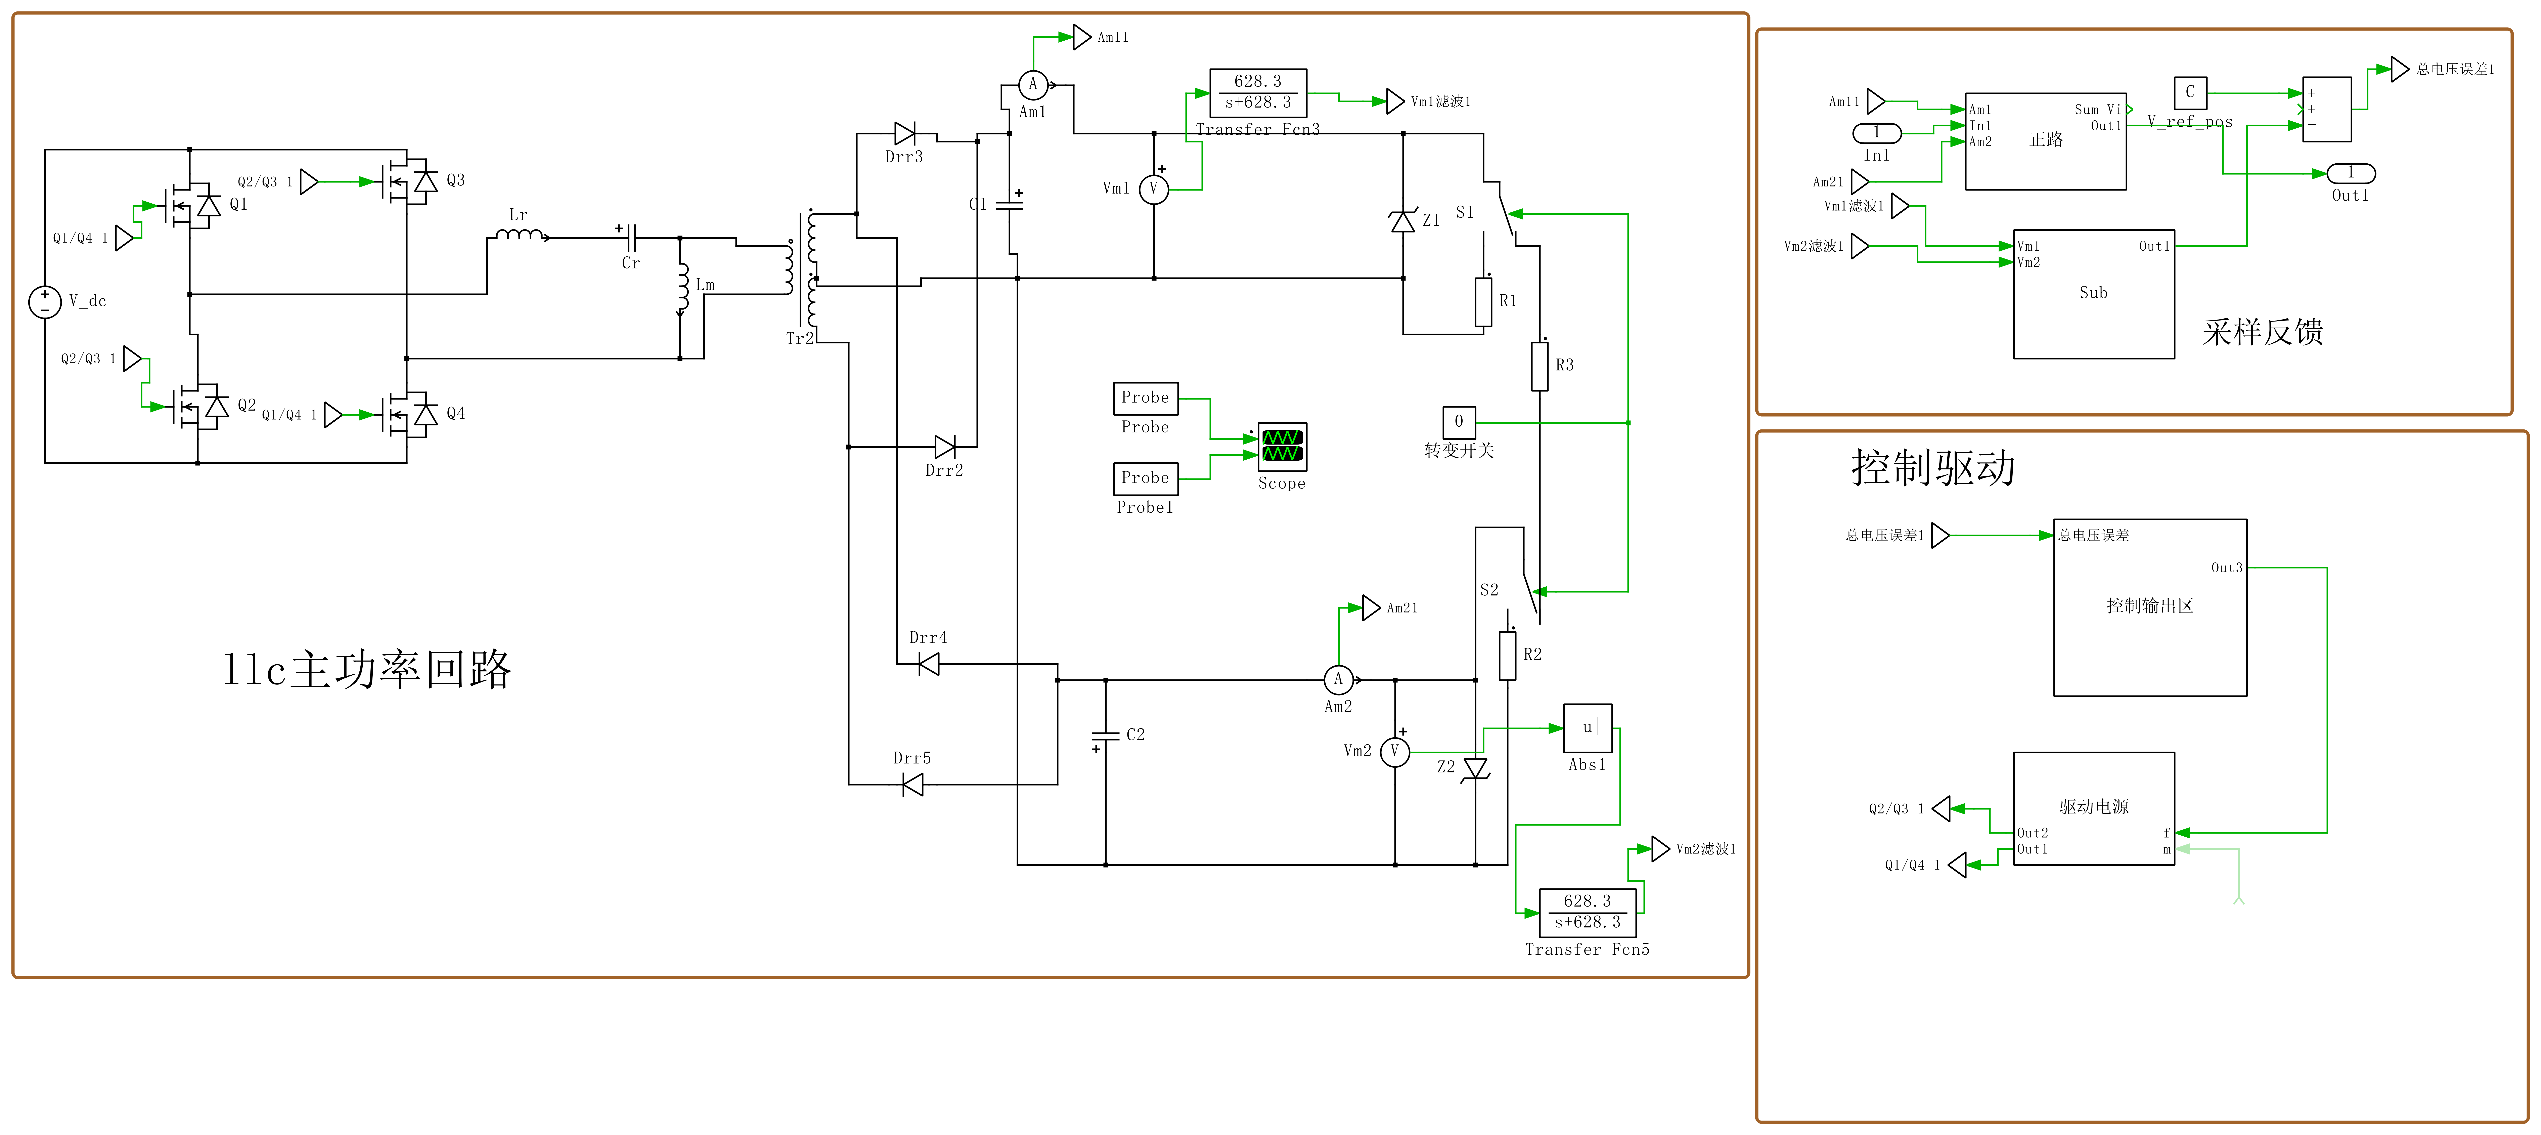 Am11
A
Am1
628.3
s+628.3
Transfer Fcn3
Vm1滤波1
Drr3
Q2/Q3 1
Q3
Q1
Q1/Q4 1
Vm1
V
C1
Lr
Cr
Lm
Tr2
V_dc
Z1
S1
R1
R3
Q2/Q3 1
Q2
Q1/Q4 1
Q4
Drr2
Probe
Probe
Probe
Probe1
Scope
0
转变开关
S2
R2
Am21
A
Am2
Drr4
Drr5
C2
Vm2
V
Z2
u
Abs1
628.3
s+628.3
Transfer Fcn5
Vm2滤波1
llc主功率回路
Am11
1
In1
Am21
Am1
In1
Am2
Sum Vi
Out1
正路
C
V_ref_pos
+
+
-
总电压误差1
1
Out1
Vm1滤波1
Vm2滤波1
Vm1
Vm2
Out1
Sub
采样反馈
控制驱动
总电压误差1
总电压误差
Out3
控制输出区
驱动电源
Out2
Out1
f
m
Q2/Q3 1
Q1/Q4 1